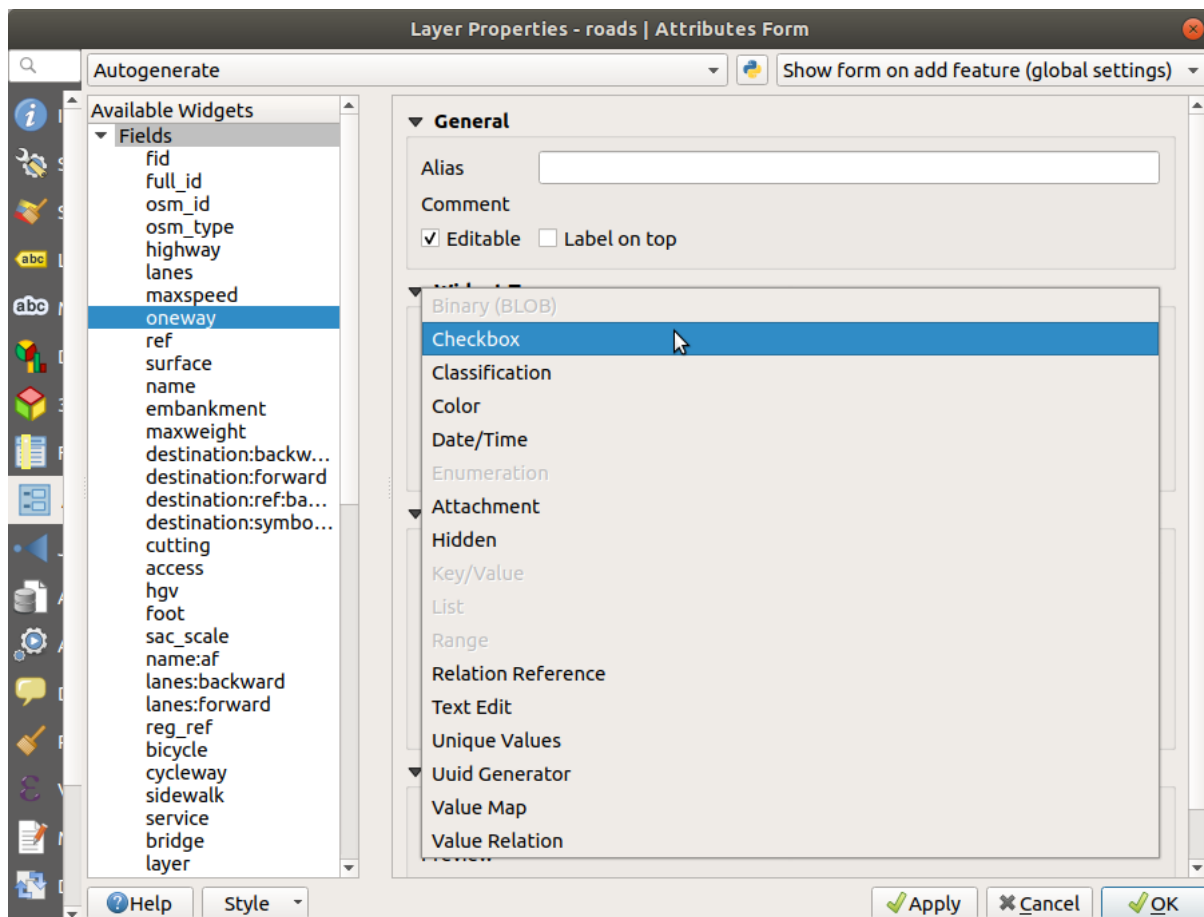 Layer Properties - roads | Attributes Form
Autogenerate
Show form on add feature (global settings)
Available Widgets
Fields
fid
full_id
osm_id
osm_type
highway
lanes
maxspeed
oneway
ref
surface
name
embankment
maxweight
destination:backw...
destination:forward
destination:ref:ba...
destination:symbo...
cutting
access
hgv
foot
sac_scale
name:af
lanes:backward
lanes:forward
reg_ref
bicycle
cycleway
sidewalk
service
bridge
layer
General
Alias
Comment
Editable
Label on top
Binary (BLOB)
Checkbox
Classification
Color
Date/Time
Enumeration
Attachment
Hidden
Key/Value
List
Range
Relation Reference
Text Edit
Unique Values
Uuid Generator
Value Map
Value Relation
abc
abc
Help
Style
Apply
Cancel
OK